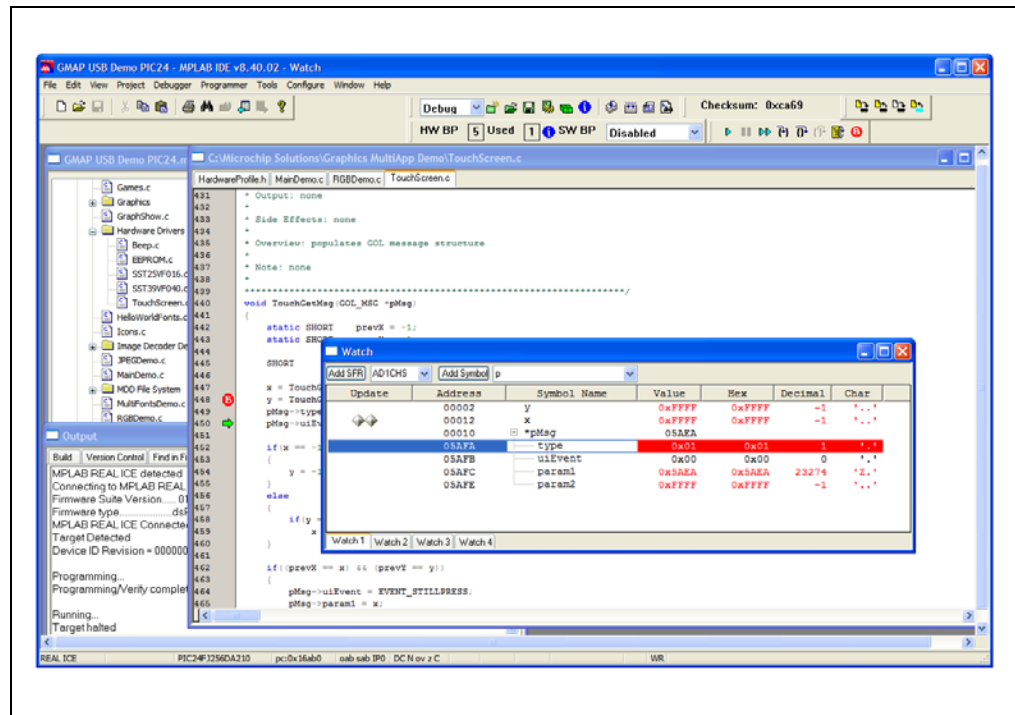 GMAP USB Demo PIC24 - MPLAB IDE v8.40.02 - Watch
File Edit View Project Debugger Programmer Tools Configure Window Help
Debug Checksum: 0xca69
HW BP 5 Used 1 SW BP Disabled
GMAP USB Demo PIC24.m
C:\Microchip Solutions\Graphics MultiApp Demo\TouchScreen.c
HardwareProfile.h MainDemo.c RGBDemo.c TouchScreen.c
Games.c
Graphics
GraphShow.c
Hardware Drivers
Beep.c
EEPROM.c
SST25VF016.c
SST39VF040.c
TouchScreen.c
HelloWorldFonts.c
Icons.c
Image Decoder De
JPEGDemo.c
MainDemo.c
MDD File System
MultiFontsDemo.c
RGBDemo.c
431 * Output: none
432 *
433 * Side Effects: none
434 *
435 * Overview: populates GOL message structure
436 *
437 * Note: none
438 *
439 ********************************************************************/
440 void TouchGetMsg(GOL_MSG *pMsg)
441 {
442 static SHORT prevX = -1;
443 static SHORT
444
445 SHORT
446
447 x = TouchG
448 y = TouchG
449 pMsg->type
450 pMsg->uiEv
451
452 if(x == -1
453 {
454 y = -1
455 }
456 else
457 {
458 if(y =
459 x
460 }
461
462 if((prevX == x) && (prevY == y))
463 {
464 pMsg->uiEvent = EVENT_STILLPRESS;
465 pMsg->param1 = x;
Watch
Add SFR AD1CHS Add Symbol p
Update Address Symbol Name Value Hex Decimal Char
00002 y 0xFFFF 0xFFFF -1 '..'
00012 x 0xFFFF 0xFFFF -1 '..'
00010 *pMsg 05AEA
05AFA type 0x01 0x01 1 '.'
05AFB uiEvent 0x00 0x00 0 '.'
05AFC param1 0x5AEA 0x5AEA 23274 'Z.'
05AFE param2 0xFFFF 0xFFFF -1 '..'
Watch 1 Watch 2 Watch 3 Watch 4
Output
Build Version Control Find in Fi
MPLAB REAL ICE detected
Connecting to MPLAB REAL
Firmware Suite Version..... 01
Firmware type......................dsP
MPLAB REAL ICE Connecte
Target Detected
Device ID Revision = 000000
Programming...
Programming/Verify complet
Running...
Target halted
REAL ICE PIC24FJ256DA210 pc:0x16ab0 oab sab IP0 DC N ov z C WR